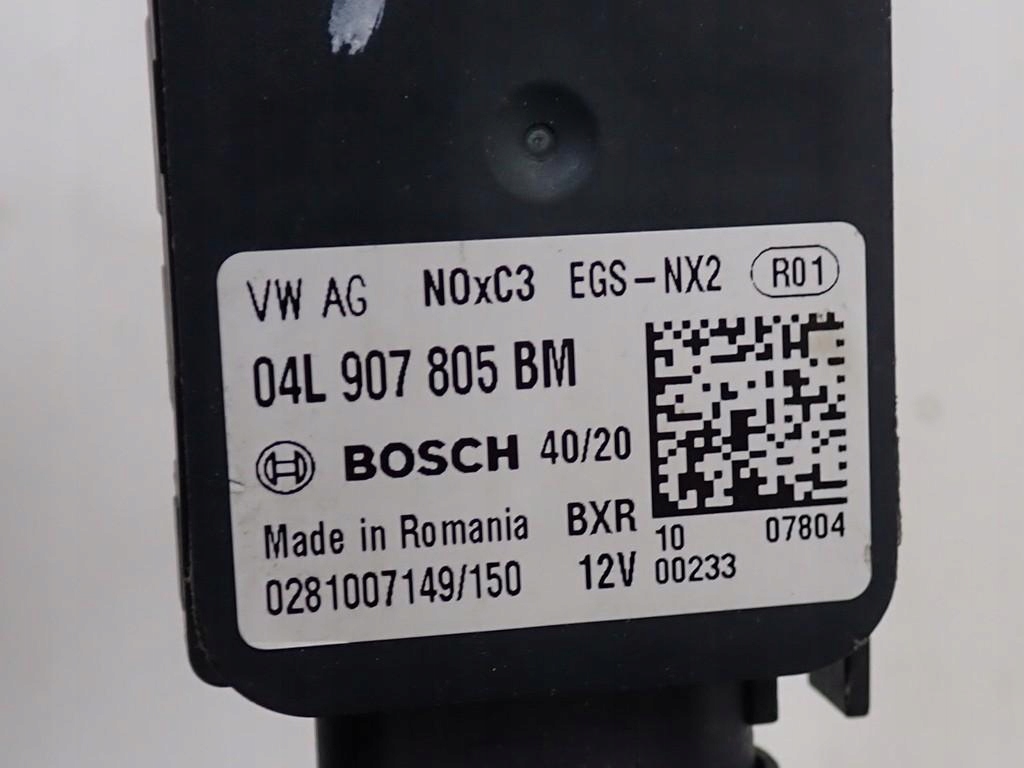 VW AG NOxC3 EGS-NX2 R01
04L 907 805 BM
BOSCH 40/20
Made in Romania BXR 10 07804
0281007149/150 12V 00233